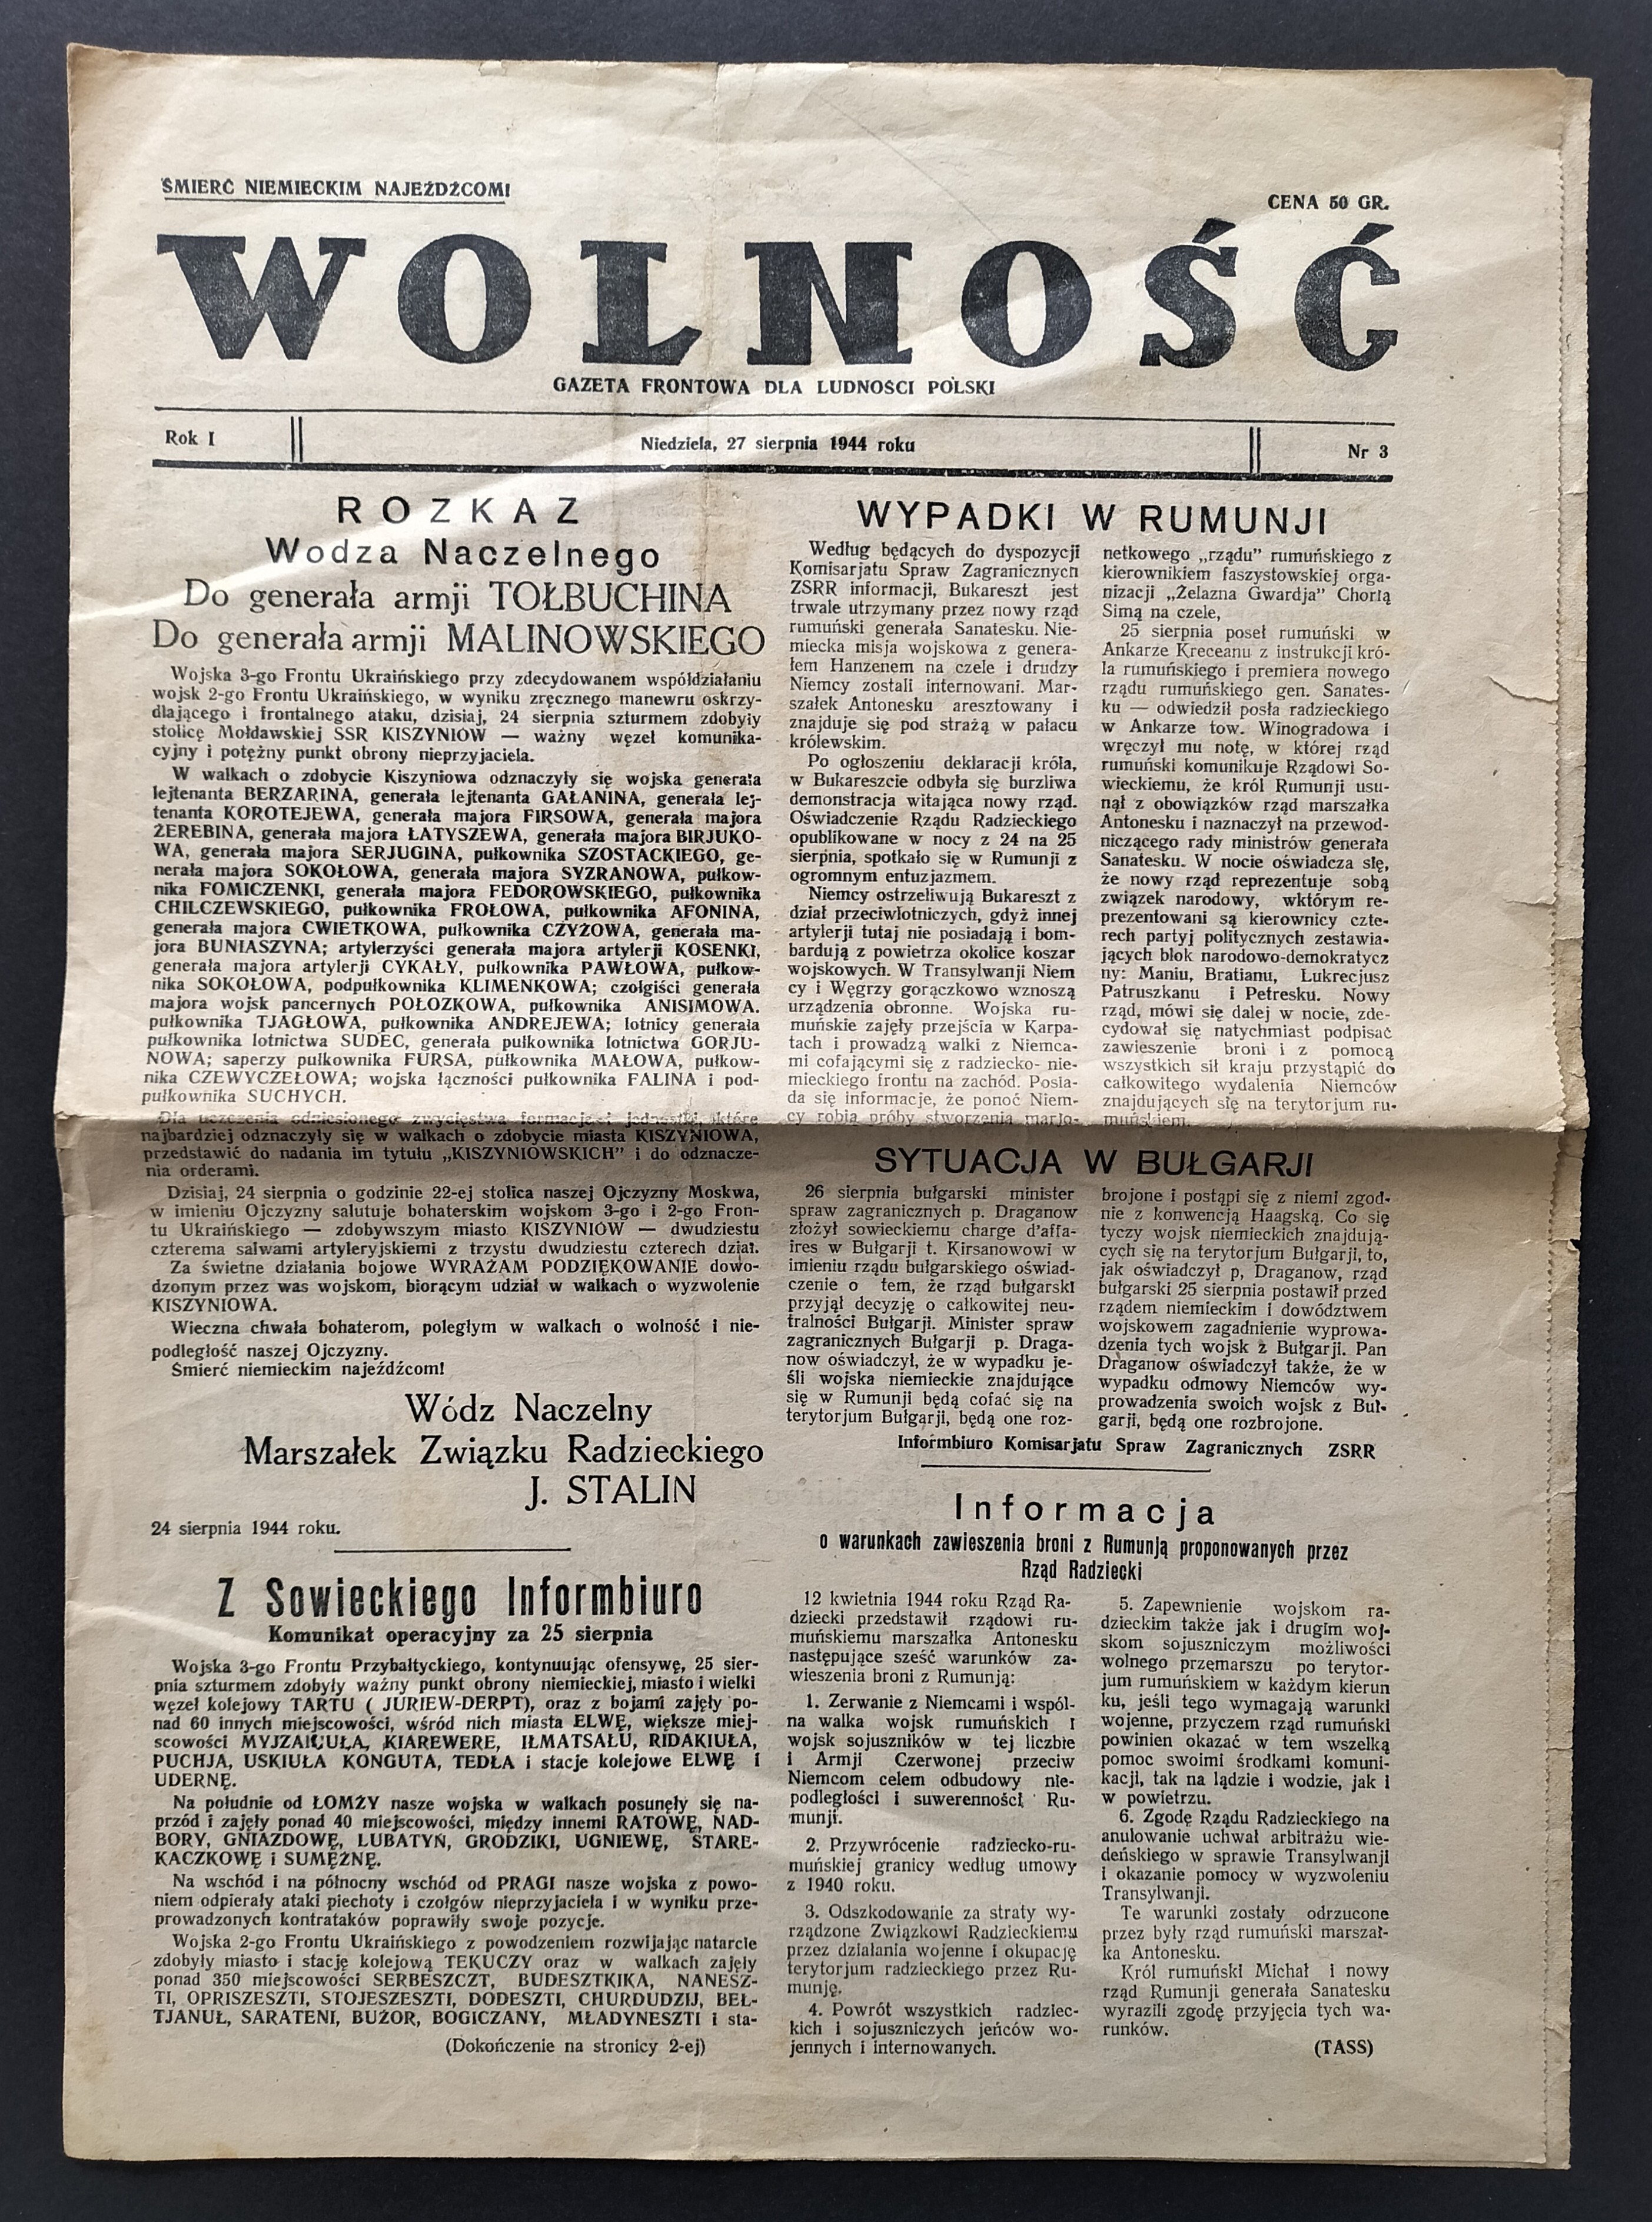 ŚMIERĆ NIEMIECKIM NAJEŹDŹCOM!
CENA 50 GR.
WOLNOŚĆ
GAZETA FRONTOWA DLA LUDNOŚCI POLSKI
Rok I
Niedziela, 27 sierpnia 1944 roku
Nr 3
ROZKAZ
Wodza Naczelnego
Do generała armji TOŁBUCHINA
Do generała armji MALINOWSKIEGO
Wojska 3-go Frontu Ukraińskiego przy zdecydowanem współdziałaniu
wojsk 2-go Frontu Ukraińskiego, w wyniku zręcznego manewru oskrzy-
dlającego i frontalnego ataku, dzisiaj, 24 sierpnia szturmem zdobyły
stolicę Mołdawskiej SSR KISZYNIÓW — ważny węzeł komunika-
cyjny i potężny punkt obrony nieprzyjaciela.
W walkach o zdobycie Kiszyniowa odznaczyły się wojska generała
lejtenanta BERZARINA, generała lejtenanta GAŁANINA, generała lej-
tenanta KOROTEJEWA, generała majora FIRSOWA, generała majora
ŻEREBINA, generała majora ŁATYSZEWA, generała majora BIRJUKO-
WA, generała majora SERJUGINA, pułkownika SZOSTACKIEGO, ge-
nerała majora SOKOŁOWA, generała majora SYZRANOWA, pułkow-
nika FOMICZENKI, generała majora FEDOROWSKIEGO, pułkownika
CHILCZEWSKIEGO, pułkownika FROŁOWA, pułkownika AFONINA,
generała majora CWIETKOWA, pułkownika CZYŻOWA, generała ma-
jora BUNIASZYNA; artylerzyści generała majora artylerji KOSENKI,
generała majora artylerji CYKAŁY, pułkownika PAWŁOWA, pułkow-
nika SOKOŁOWA, podpułkownika KLIMENKOWA; czołgiści generała
majora wojsk pancernych POŁOZKOWA, pułkownika ANISIMOWA.
pułkownika TJAGŁOWA, pułkownika ANDREJEWA; lotnicy generała
pułkownika lotnictwa SUDEC, generała pułkownika lotnictwa GORJU-
NOWA; saperzy pułkownika FURSA, pułkownika MAŁOWA, pułkow-
nika CZEWYCZEŁOWA; wojska łączności pułkownika FALINA i pod-
pułkownika SUCHYCH.
Dla uczczenia odniesionego zwycięstwa formacje i jednostki, które
najbardziej odznaczyły się w walkach o zdobycie miasta KISZYNIOWA,
przedstawić do nadania im tytułu „KISZYNIOWSKICH” i do odznacze-
nia orderami.
Dzisiaj, 24 sierpnia o godzinie 22-ej stolica naszej Ojczyzny Moskwa,
w imieniu Ojczyzny salutuje bohaterskim wojskom 3-go i 2-go Fron-
tu Ukraińskiego — zdobywszym miasto KISZYNIÓW — dwudziestu
czterema salwami artyleryjskiemi z trzystu dwudziestu czterech dział.
Za świetne działania bojowe WYRAŻAM PODZIĘKOWANIE dowo-
dzonym przez was wojskom, biorącym udział w walkach o wyzwolenie
KISZYNIOWA.
Wieczna chwała bohaterom, poległym w walkach o wolność i nie-
podległość naszej Ojczyzny.
Śmierć niemieckim najeźdźcom!
Wódz Naczelny
Marszałek Związku Radzieckiego
J. STALIN
24 sierpnia 1944 roku.
Z Sowieckiego Informbiuro
Komunikat operacyjny za 25 sierpnia
Wojska 3-go Frontu Przybałtyckiego, kontynuując ofensywę, 25 sier-
pnia szturmem zdobyły ważny punkt obrony niemieckiej, miasto i wielki
węzeł kolejowy TARTU ( JURIEW-DERPT), oraz z bojami zajęły po-
nad 60 innych miejscowości, wśród nich miasta ELWĘ, większe miej-
scowości MYJZAKUŁA, KIAREWERE, IŁMATSAŁU, RIDAKIUŁA,
PUCHJA, USKIUŁA KONGUTA, TEDŁA i stacje kolejowe ELWĘ i
UDERNĘ.
Na południe od ŁOMŻY nasze wojska w walkach posunęły się na-
przód i zajęły ponad 40 miejscowości, między innemi RATOWĘ, NAD-
BORY, GNIAZDOWĘ, LUBATYŃ, GRODZIKI, UGNIEWĘ, STARE-
KACZKOWĘ i SUMĘŻNĘ.
Na wschód i na północny wschód od PRAGI nasze wojska z powo-
niem odpierały ataki piechoty i czołgów nieprzyjaciela i w wyniku prze-
prowadzonych kontrataków poprawiły swoje pozycje.
Wojska 2-go Frontu Ukraińskiego z powodzeniem rozwijając natarcie
zdobyły miasto i stację kolejową TEKUCZY oraz w walkach zajęły
ponad 350 miejscowości SERBESZCZT, BUDESZTKIKA, NANESZ-
TI, OPRISZESZTI, STOJESZESZTI, DODESZTI, CHURDUDZIJ, BEŁ-
TJANUŁ, SARATENI, BUŻOR, BOGICZANY, MŁADYNESZTI i sta-
(Dokończenie na stronicy 2-ej)
WYPADKI W RUMUNJI
Według będących do dyspozycji
Komisarjatu Spraw Zagranicznych
ZSRR informacji, Bukareszt jest
trwale utrzymany przez nowy rząd
rumuński generała Sanatesku. Nie-
miecka misja wojskowa z genera-
łem Hanzenem na czele i drudzy
Niemcy zostali internowani. Mar-
szałek Antonesku aresztowany i
znajduje się pod strażą w pałacu
królewskim.
Po ogłoszeniu deklaracji króla,
w Bukareszcie odbyła się burzliwa
demonstracja witająca nowy rząd.
Oświadczenie Rządu Radzieckiego
opublikowane w nocy z 24 na 25
sierpnia, spotkało się w Rumunji z
ogromnym entuzjazmem.
Niemcy ostrzeliwują Bukareszt z
dział przeciwlotniczych, gdyż innej
artylerji tutaj nie posiadają i bom-
bardują z powietrza okolice koszar
wojskowych. W Transylwanji Niem
cy i Węgrzy gorączkowo wznoszą
urządzenia obronne. Wojska ru-
muńskie zajęły przejścia w Karpa-
tach i prowadzą walki z Niemca-
mi cofającymi się z radziecko- nie-
mieckiego frontu na zachód. Posia-
da się informacje, że ponoć Niem-
cy robią próby stworzenia marjo-
netkowego „rządu” rumuńskiego z
kierownikiem faszystowskiej orga-
nizacji „Żelazna Gwardja” Chorią
Simą na czele,
25 sierpnia poseł rumuński w
Ankarze Kreceanu z instrukcji kró-
la rumuńskiego i premiera nowego
rządu rumuńskiego gen. Sanates-
ku — odwiedził posła radzieckiego
w Ankarze tow. Winogradowa i
wręczył mu notę, w której rząd
rumuński komunikuje Rządowi So-
wieckiemu, że król Rumunji usu-
nął z obowiązków rząd marszałka
Antonesku i naznaczył na przewod-
niczącego rady ministrów generała
Sanatesku. W nocie oświadcza się,
że nowy rząd reprezentuje sobą
związek narodowy, wktórym re-
prezentowani są kierownicy czte-
rech partyj politycznych zestawia-
jących blok narodowo-demokratycz
ny: Maniu, Bratianu, Lukrecjusz
Patruszkanu i Petresku. Nowy
rząd, mówi się dalej w nocie, zde-
cydował się natychmiast podpisać
zawieszenie broni i z pomocą
wszystkich sił kraju przystąpić do
całkowitego wydalenia Niemców
znajdujących się na terytorjum ru-
muńskiem.
SYTUACJA W BUŁGARJI
26 sierpnia bułgarski minister
spraw zagranicznych p. Draganow
złożył sowieckiemu charge d'affa-
ires w Bułgarji t. Kirsanowowi w
imieniu rządu bułgarskiego oświad-
czenie o tem, że rząd bułgarski
przyjął decyzję o całkowitej neu-
tralności Bułgarji. Minister spraw
zagranicznych Bułgarji p. Draga-
now oświadczył, że w wypadku je-
śli wojska niemieckie znajdujące
się w Rumunji będą cofać się na
terytorjum Bułgarji, będą one roz-
brojone i postąpi się z niemi zgod-
nie z konwencją Haagską. Co się
tyczy wojsk niemieckich znajdują-
cych się na terytorjum Bułgarji, to,
jak oświadczył p, Draganow, rząd
bułgarski 25 sierpnia postawił przed
rządem niemieckim i dowództwem
wojskowem zagadnienie wyprowa-
dzenia tych wojsk z Bułgarji. Pan
Draganow oświadczył także, że w
wypadku odmowy Niemców wy-
prowadzenia swoich wojsk z Buł-
garji, będą one rozbrojone.
Informbiuro Komisarjatu Spraw Zagranicznych ZSRR
Informacja
o warunkach zawieszenia broni z Rumunją proponowanych przez
Rząd Radziecki
12 kwietnia 1944 roku Rząd Ra-
dziecki przedstawił rządowi ru-
muńskiemu marszałka Antonesku
następujące sześć warunków za-
wieszenia broni z Rumunją:
1. Zerwanie z Niemcami i wspól-
na walka wojsk rumuńskich i
wojsk sojuszników w tej liczbie
i Armji Czerwonej przeciw
Niemcom celem odbudowy nie-
podległości i suwerenności Ru-
munji.
2. Przywrócenie radziecko-ru-
muńskiej granicy według umowy
z 1940 roku.
3. Odszkodowanie za straty wy-
rządzone Związkowi Radzieckiemu
przez działania wojenne i okupację
terytorjum radzieckiego przez Ru-
munję.
4. Powrót wszystkich radziec-
kich i sojuszniczych jeńców wo-
jennych i internowanych.
5. Zapewnienie wojskom ra-
dzieckim także jak i drugim woj-
skom sojuszniczym możliwości
wolnego przemarszu po terytor-
jum rumuńskiem w każdym kierun
ku, jeśli tego wymagają warunki
wojenne, przyczem rząd rumuński
powinien okazać w tem wszelką
pomoc swoimi środkami komuni-
kacji, tak na lądzie i wodzie, jak i
w powietrzu.
6. Zgodę Rządu Radzieckiego na
anulowanie uchwał arbitrażu wie-
deńskiego w sprawie Transylwanji
i okazanie pomocy w wyzwoleniu
Transylwanji.
Te warunki zostały odrzucone
przez były rząd rumuński marszał-
ka Antonesku.
Król rumuński Michał i nowy
rząd Rumunji generała Sanatesku
wyrazili zgodę przyjęcia tych wa-
runków.
(TASS)